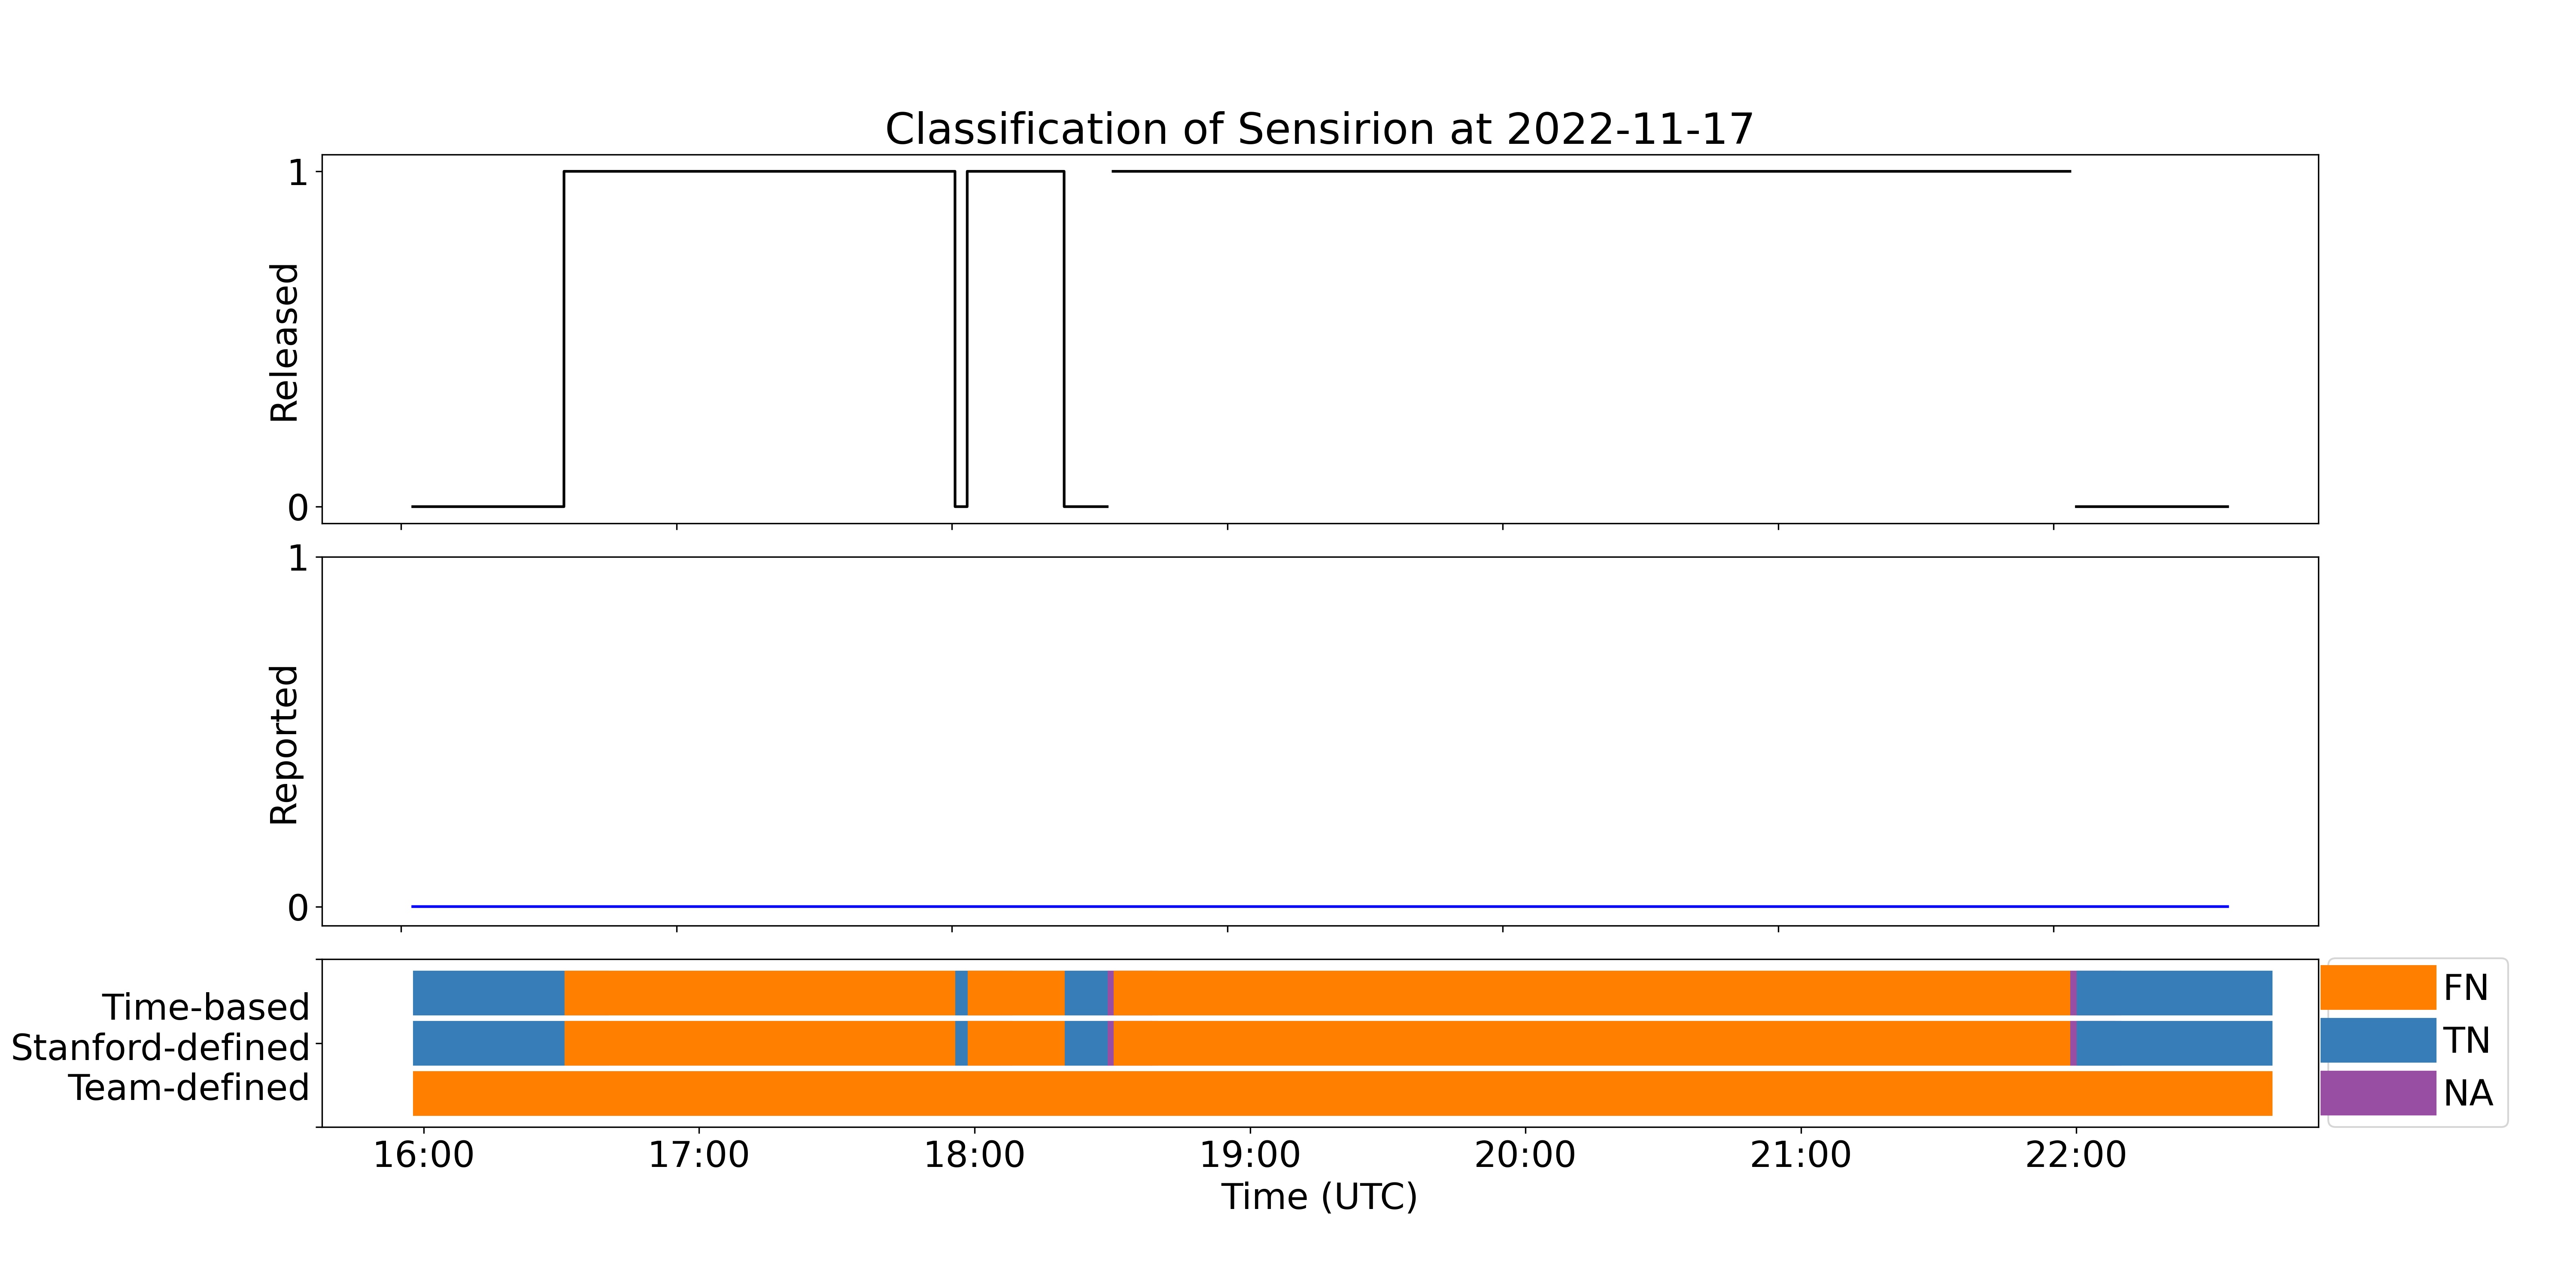 Classification of Sensirion at 2022-11-17
1
Released
0
1
Reported
0
Time-based
Stanford-defined
Team-defined
FN
TN
NA
16:00 17:00 18:00 19:00 20:00 21:00 22:00
Time (UTC)